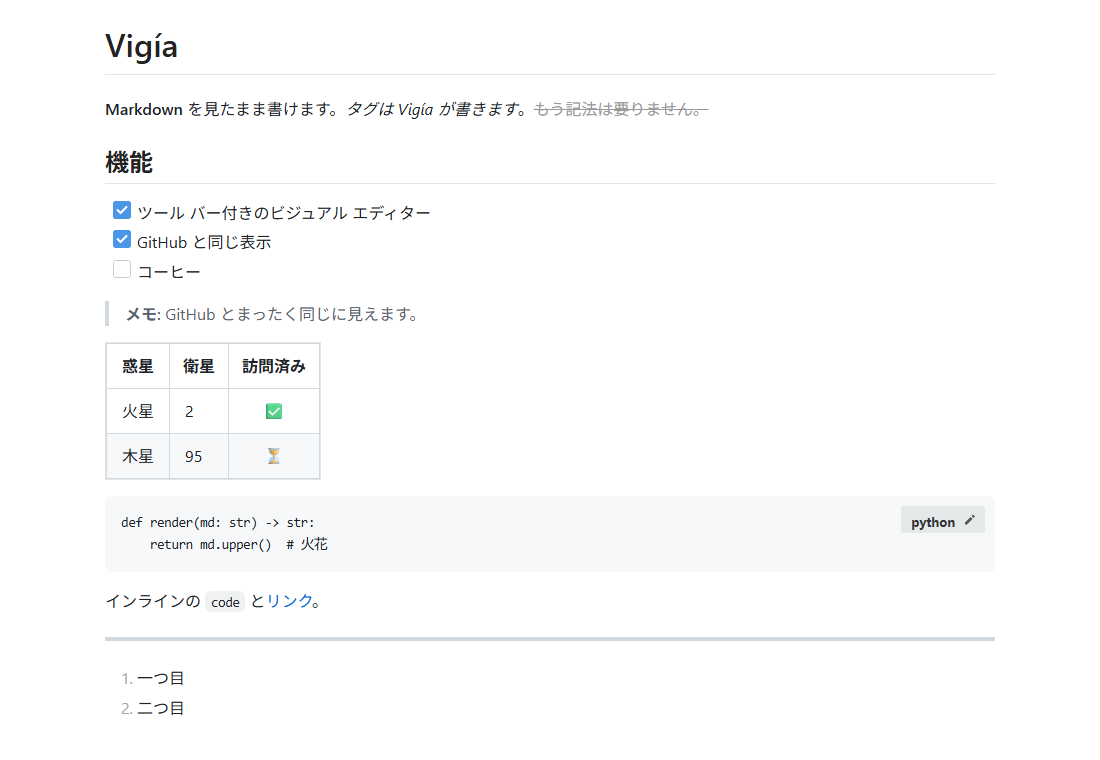 Vigía
Markdown を見たまま書けます。タグは Vigía が書きます。もう記法は要りません。
機能
ツール バー付きのビジュアル エディター
GitHub と同じ表示
コーヒー
メモ: GitHub とまったく同じに見えます。
惑星 衛星 訪問済み
火星 2 ✅
木星 95 ⏳
def render(md: str) -> str:
    return md.upper()  # 火花
python
インラインの code とリンク。
1. 一つ目
2. 二つ目